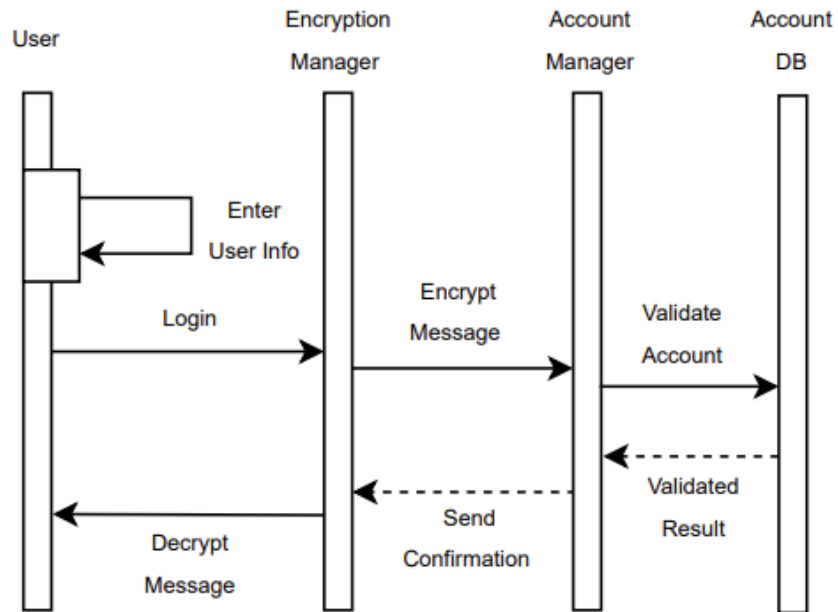 User
Encryption
Manager
Account
Manager
Account
DB
Enter
User Info
Login
Encrypt
Message
Validate
Account
Validated
Result
Send
Confirmation
Decrypt
Message